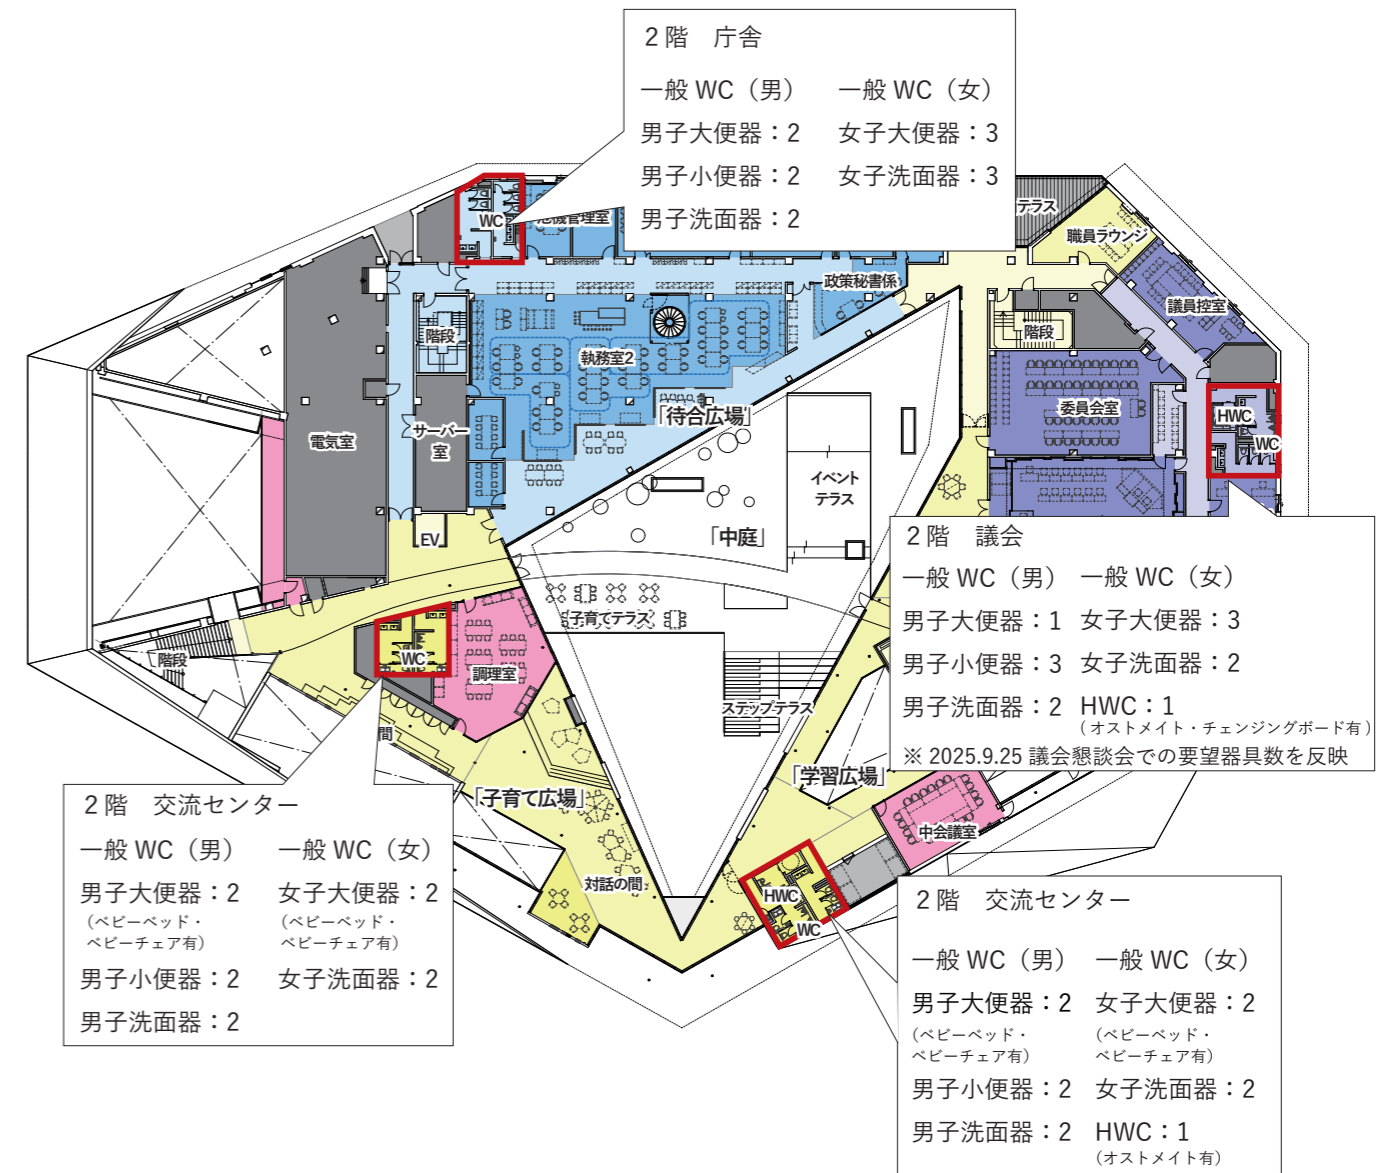 2階　庁舎
一般 WC（男）　一般 WC（女）
男子大便器：2　女子大便器：3
男子小便器：2　女子洗面器：3
男子洗面器：2
WC
危機管理室
テラス
職員ラウンジ
政策秘書係
議員控室
階段
階段
執務室2
委員会室
「待合広場」
HWC
WC
電気室
サーバー
室
イベント
テラス
「中庭」
EV
2階　議会
一般 WC（男）　一般 WC（女）
男子大便器：1　女子大便器：3
男子小便器：3　女子洗面器：2
男子洗面器：2　HWC：1
（オストメイト・チェンジングボード有）
※ 2025.9.25 議会懇談会での要望器具数を反映
子育てテラス
階段
WC
調理室
ステップテラス
間
「学習広場」
「子育て広場」
中会議室
対話の間
HWC
WC
2階　交流センター
一般 WC（男）　一般 WC（女）
男子大便器：2　女子大便器：2
（ベビーベッド・　（ベビーベッド・
ベビーチェア有）　ベビーチェア有）
男子小便器：2　女子洗面器：2
男子洗面器：2
2階　交流センター
一般 WC（男）　一般 WC（女）
男子大便器：2　女子大便器：2
（ベビーベッド・　（ベビーベッド・
ベビーチェア有）　ベビーチェア有）
男子小便器：2　女子洗面器：2
男子洗面器：2　HWC：1
（オストメイト有）